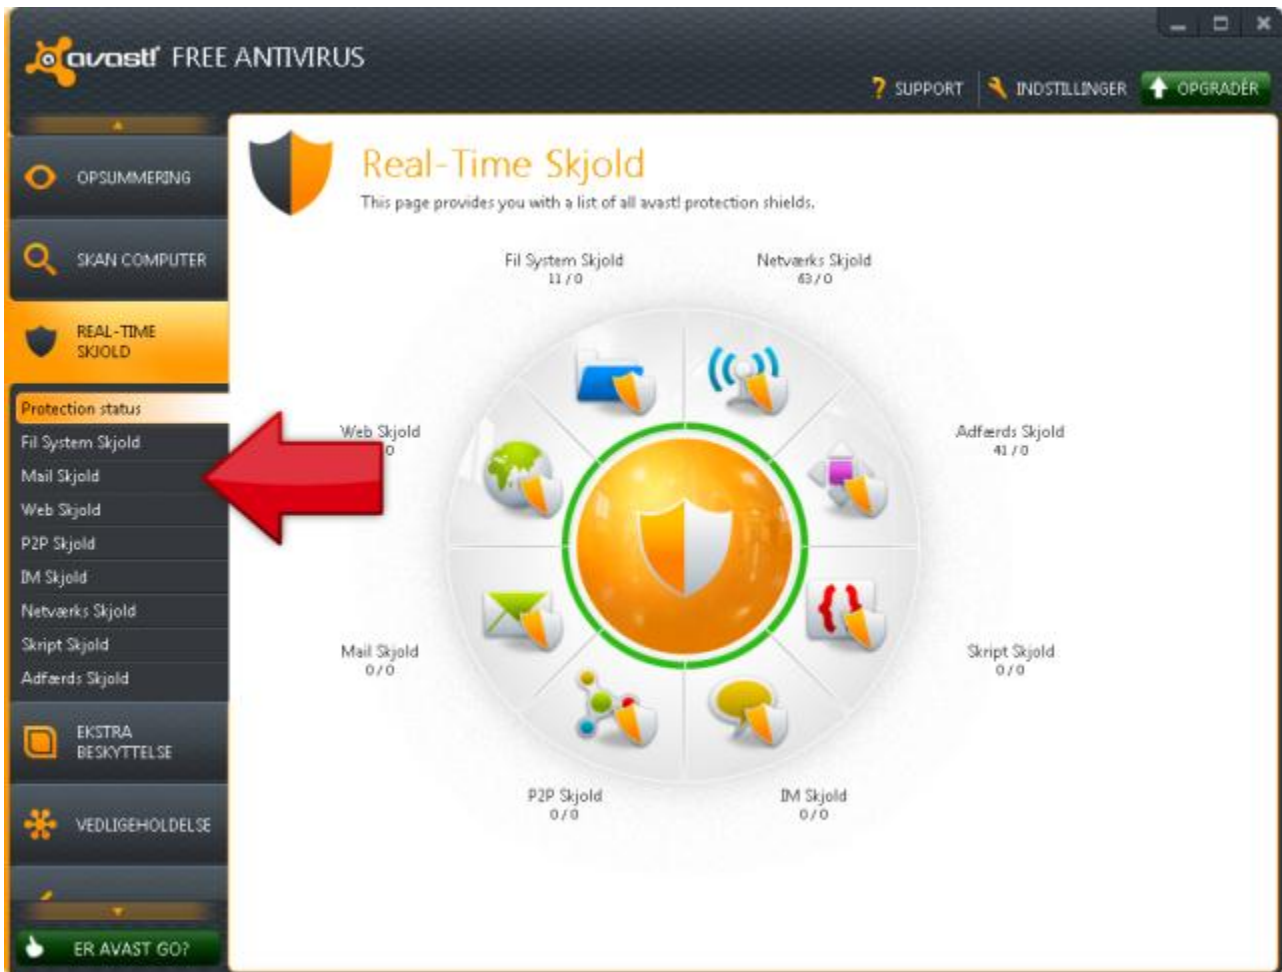 avast! FREE ANTIVIRUS
? SUPPORT
INDSTILLINGER
OPGRADÉR
OPSUMMERING
SKAN COMPUTER
REAL-TIME
SKJOLD
Protection status
Fil System Skjold
Mail Skjold
Web Skjold
P2P Skjold
IM Skjold
Netværks Skjold
Skript Skjold
Adfærds Skjold
EKSTRA
BESKYTTELSE
VEDLIGEHOLDELSE
ER AVAST GO?
Real-Time Skjold
This page provides you with a list of all avast! protection shields.
Fil System Skjold
11 / 0
Netværks Skjold
63 / 0
Web Skjold
0
Adfærds Skjold
41 / 0
Mail Skjold
0 / 0
Skript Skjold
0 / 0
P2P Skjold
0 / 0
IM Skjold
0 / 0